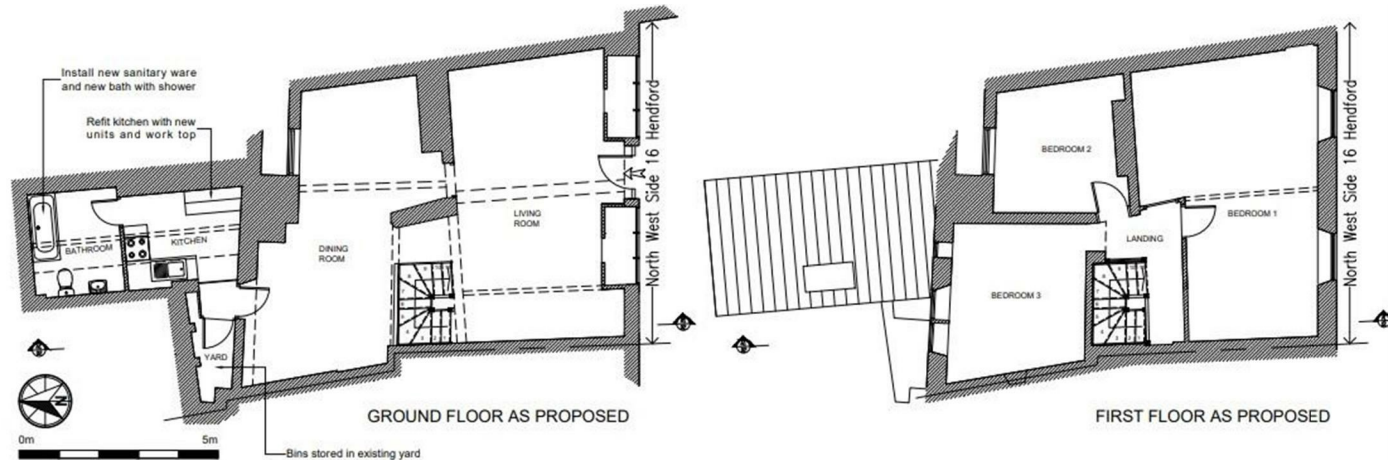 Install new sanitary ware
and new bath with shower
Refit kitchen with new
units and work top
BATHROOM
KITCHEN
DINING
ROOM
LIVING
ROOM
YARD
North West Side 16 Hendford
N
0m
5m
GROUND FLOOR AS PROPOSED
Bins stored in existing yard
BEDROOM 2
BEDROOM 1
LANDING
BEDROOM 3
North West Side 16 Hendford
FIRST FLOOR AS PROPOSED